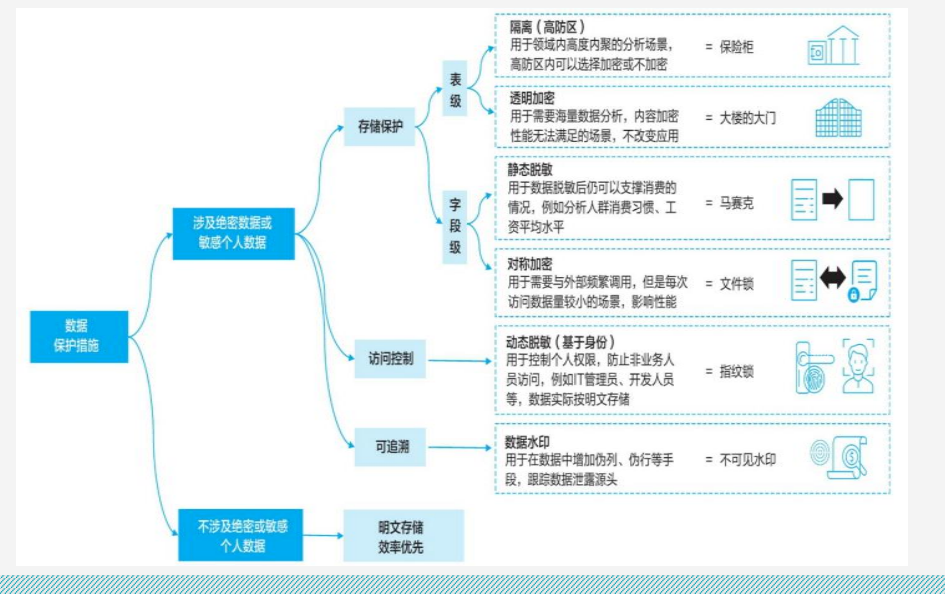 隔离（高防区）
用于领域内高度内聚的分析场景，
高防区内可以选择加密或不加密
= 保险柜
透明加密
用于需要海量数据分析，内容加密
性能无法满足的场景，不改变应用
= 大楼的大门
表
级
存储保护
静态脱敏
用于数据脱敏后仍可以支撑消费的
情况，例如分析人群消费习惯、工
资平均水平
= 马赛克
字
段
级
对称加密
用于需要与外部频繁调用，但是每次
访问数据量较小的场景，影响性能
= 文件锁
涉及绝密数据或
敏感个人数据
数据
保护措施
访问控制
动态脱敏（基于身份）
用于控制个人权限，防止非业务人
员访问，例如IT管理员、开发人员
等，数据实际按明文存储
= 指纹锁
可追溯
数据水印
用于在数据中增加伪列、伪行等手
段，跟踪数据泄露源头
= 不可见水印
不涉及绝密或敏感
个人数据
明文存储
效率优先